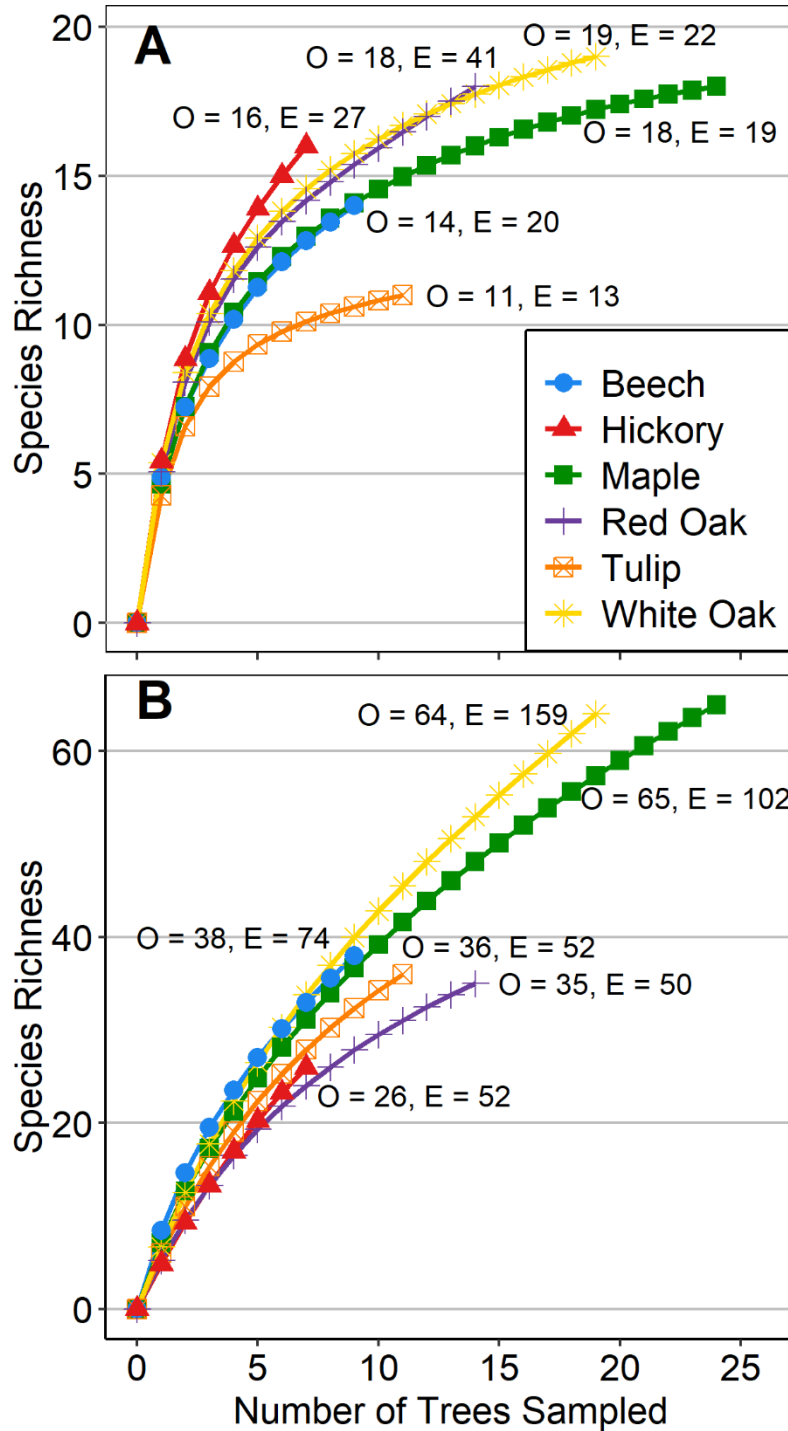 A
20
O = 19, E = 22
O = 18, E = 41
O = 16, E = 27
O = 18, E = 19
15
O = 14, E = 20
O = 11, E = 13
10
Species Richness
5
0
Beech
Hickory
Maple
Red Oak
Tulip
White Oak
B
O = 64, E = 159
60
O = 65, E = 102
O = 38, E = 74
40
O = 36, E = 52
O = 35, E = 50
O = 26, E = 52
Species Richness
20
0
0 5 10 15 20 25
Number of Trees Sampled